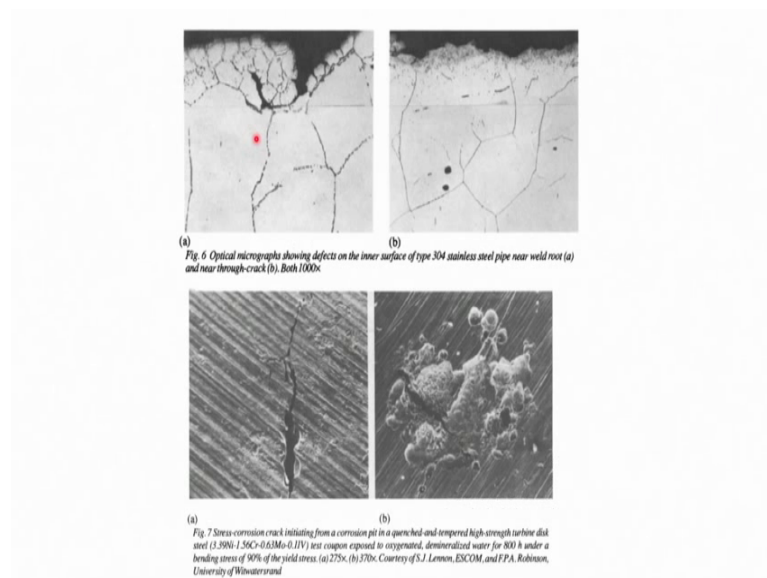 (a)
(b)
Fig. 6 Optical micrographs showing defects on the inner surface of type 304 stainless steel pipe near weld root (a)
and near through-crack (b). Both 1000×
(a)
(b)
Fig. 7 Stress-corrosion crack initiating from a corrosion pit in a quenched-and-tempered high-strength turbine disk
steel (3.39Ni-1.56Cr-0.63Mo-0.11V) test coupon exposed to oxygenated, demineralized water for 800 h under a
bending stress of 90% of the yield stress. (a) 275×. (b) 370×. Courtesy of S.J. Lennon, ESCOM, and F.P.A. Robinson,
University of Witwatersrand